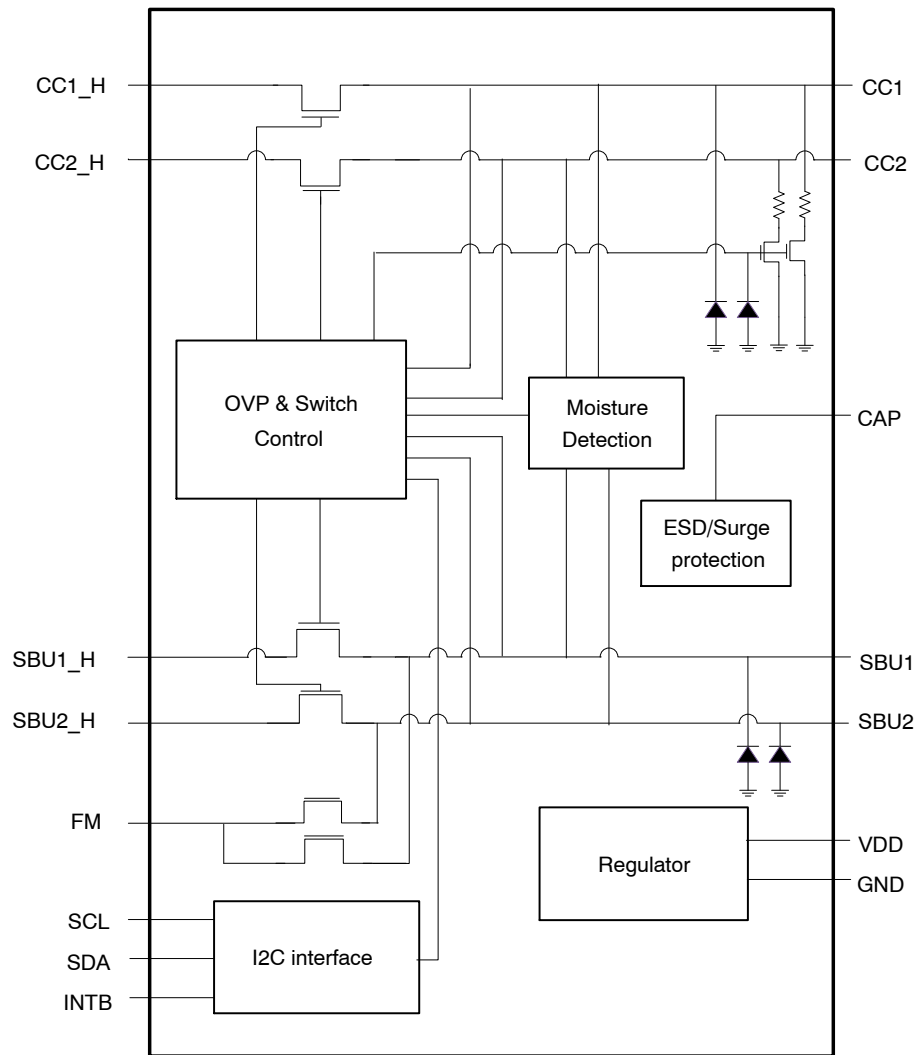 CC1_H
CC1
CC2_H
CC2
OVP & Switch
Control
Moisture
Detection
CAP
ESD/Surge
protection
SBU1_H
SBU1
SBU2_H
SBU2
FM
Regulator
VDD
GND
SCL
SDA
INTB
I2C interface